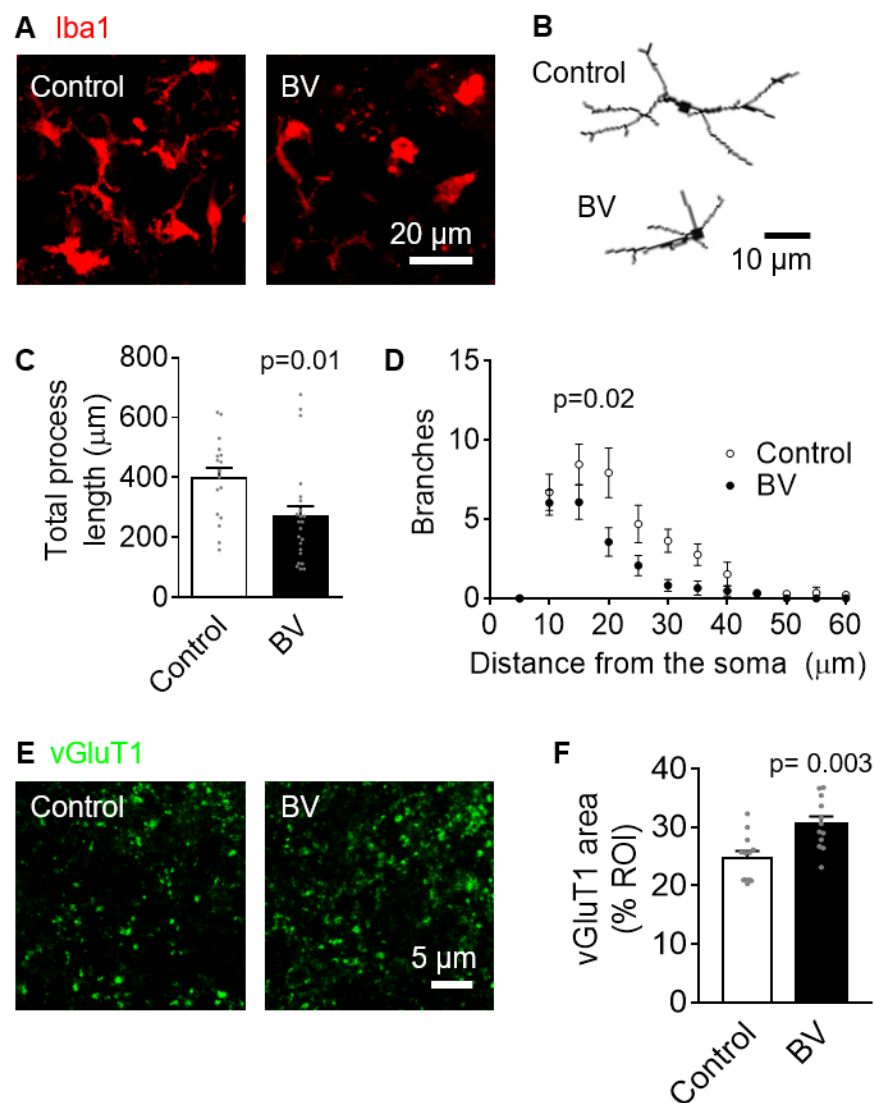 A Iba1
Control
BV
20 μm
B
Control
BV
10 μm
C
Total process
length (μm)
800
600
400
200
0
p=0.01
Control
BV
D
Branches
15
10
5
0
p=0.02
Control
BV
0 10 20 30 40 50 60
Distance from the soma (μm)
E vGluT1
Control
BV
5 μm
F
vGluT1 area
(% ROI)
40
30
20
10
0
p= 0.003
Control
BV